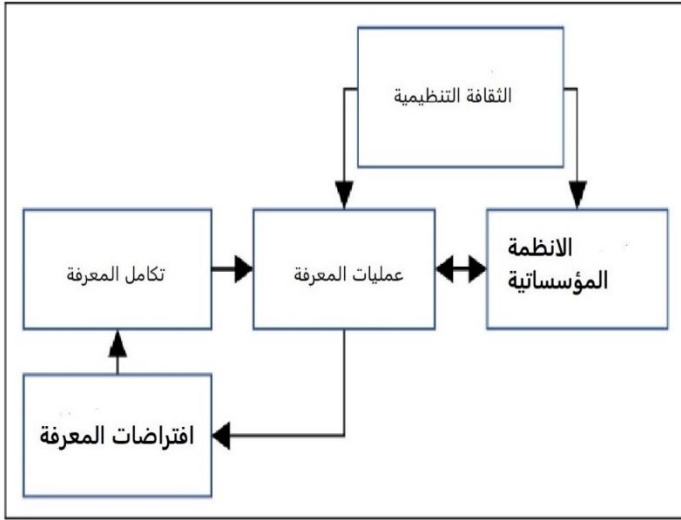 الثقافة التنظيمية
الانظمة
المؤسساتية
عمليات المعرفة
تكامل المعرفة
افتراضات المعرفة